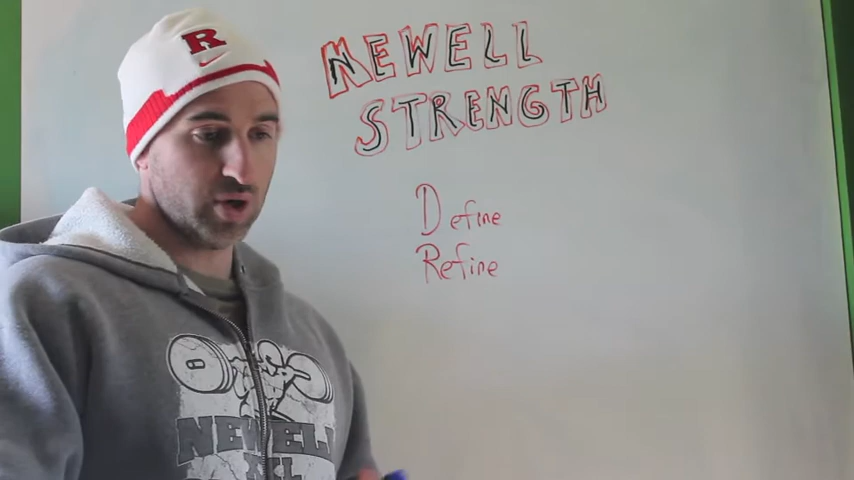 R
NEWELL
STRENGTH
Define
Refine
NEWELL